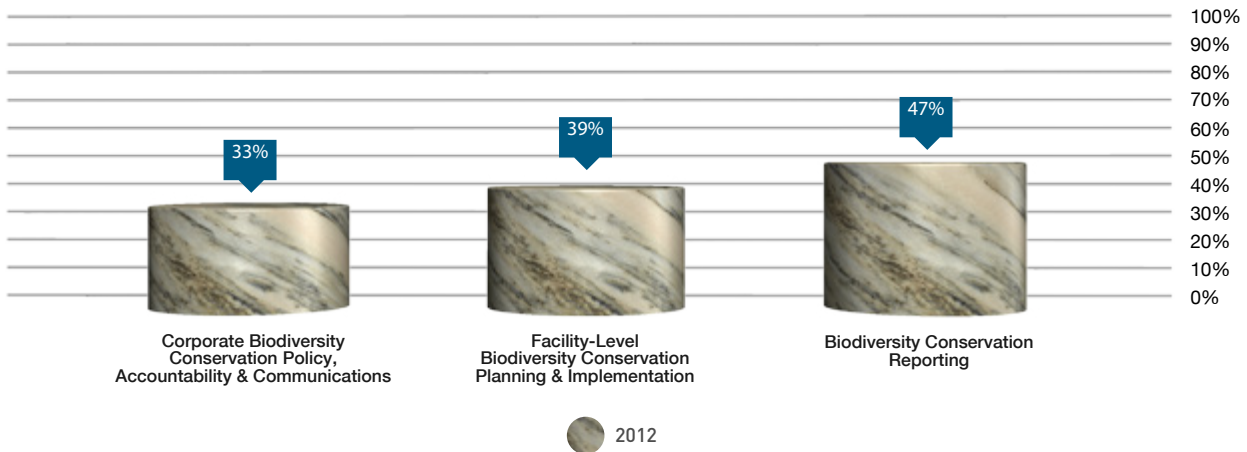 100%
90%
80%
70%
60%
50%
40%
30%
20%
10%
0%
33%
39%
47%
Corporate Biodiversity
Conservation Policy,
Accountability & Communications
Facility-Level
Biodiversity Conservation
Planning & Implementation
Biodiversity Conservation
Reporting
2012